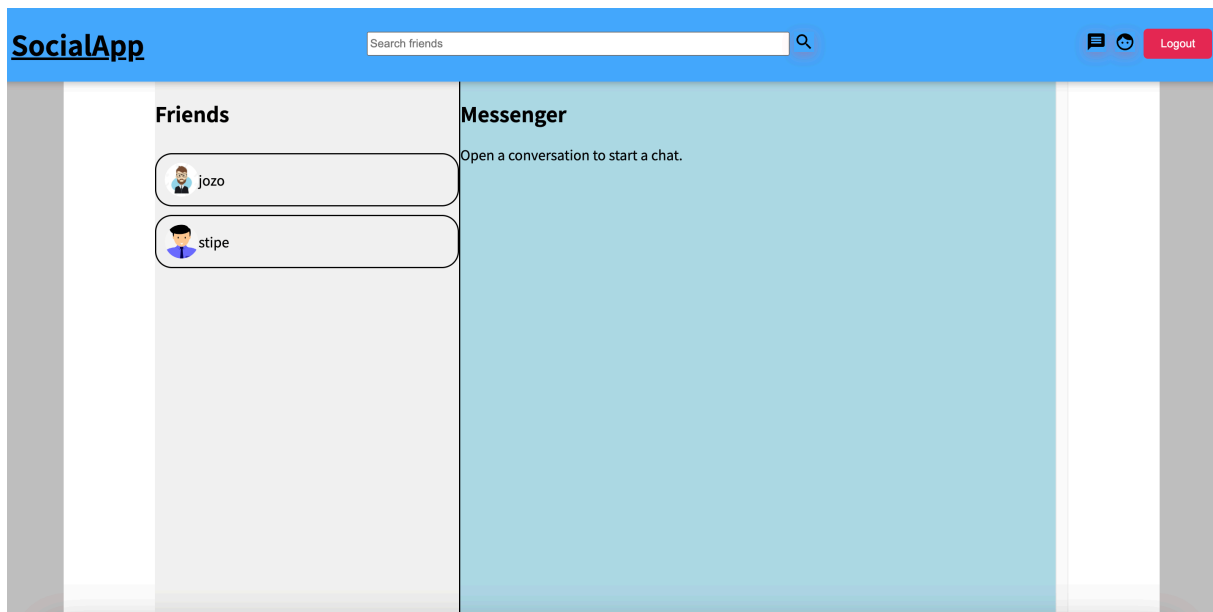 SocialApp
Search friends
Logout
Friends
jozo
stipe
Messenger
Open a conversation to start a chat.